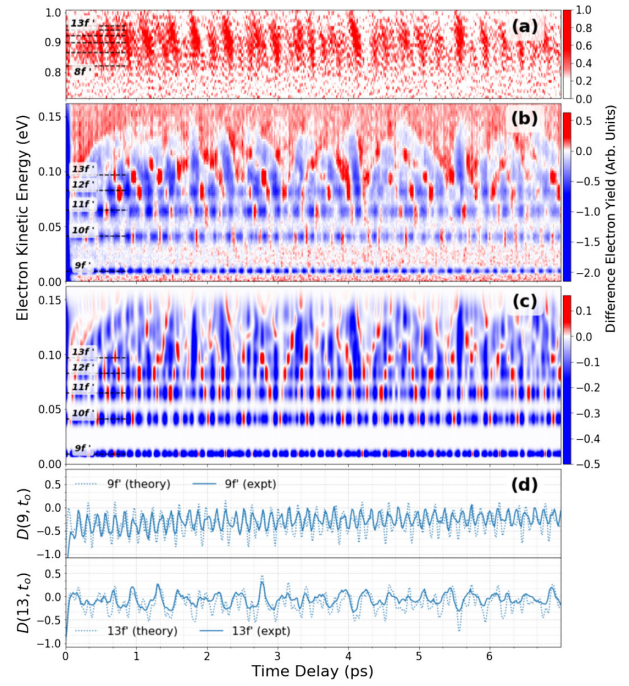 1.0
0.9
0.8
13f'
8f'
(a)
1.0
0.8
0.6
0.4
0.2
0.0
0.15
0.10
0.05
0.00
13f'
12f'
11f'
10f'
9f'
(b)
0.5
0.0
-0.5
-1.0
-1.5
-2.0
0.15
0.10
0.05
0.00
13f'
12f'
11f'
10f'
9f'
(c)
0.1
0.0
-0.1
-0.2
-0.3
-0.4
-0.5
Electron Kinetic Energy (eV)
Difference Electron Yield (Arb. Units)
D(9, t₀)
0.5
0.0
-0.5
-1.0
9f' (theory) 9f' (expt)
(d)
D(13, t₀)
0.5
0.0
-0.5
-1.0
13f' (theory) 13f' (expt)
0 1 2 3 4 5 6
Time Delay (ps)